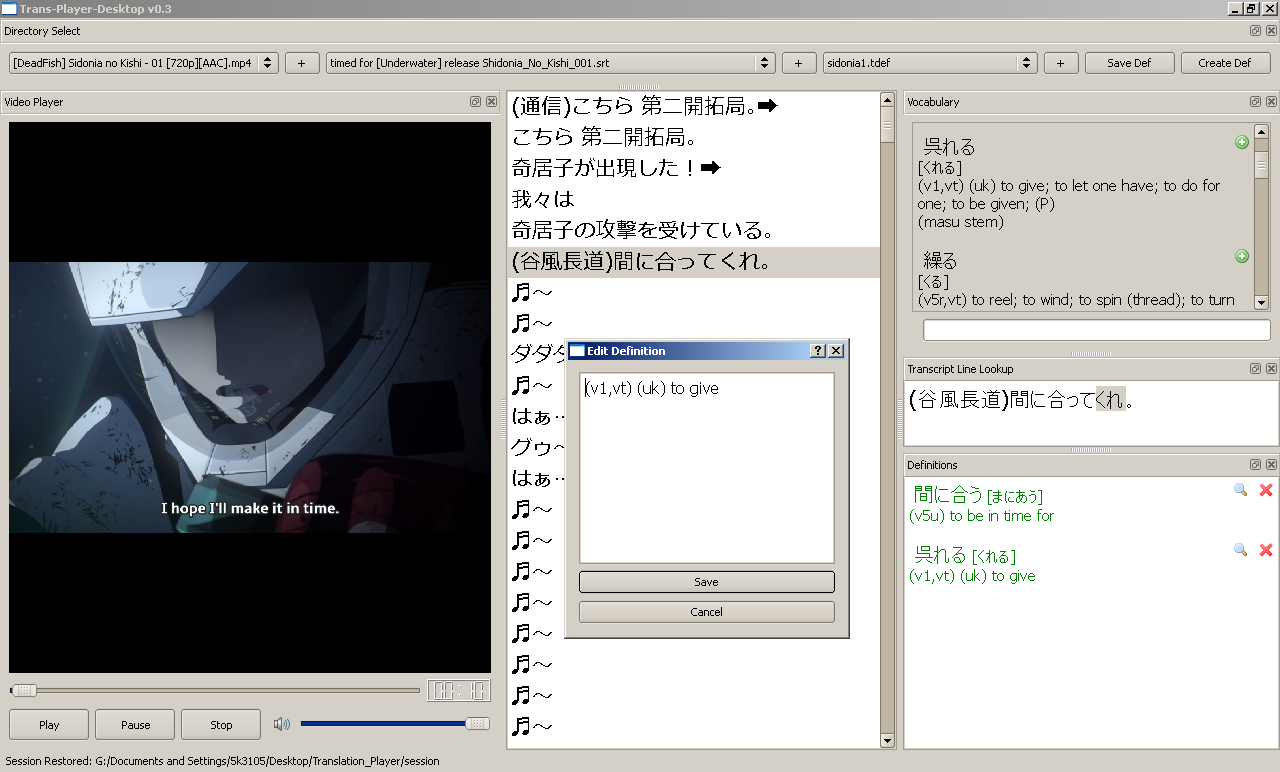 Trans-Player-Desktop v0.3
Directory Select
[DeadFish] Sidonia no Kishi - 01 [720p][AAC].mp4
+
timed for [Underwater] release Shidonia_No_Kishi_001.srt
+
sidonia1.tdef
+
Save Def
Create Def
Video Player
I hope I'll make it in time.
Play
Pause
Stop
(通信)こちら 第二開拓局。➡
こちら 第二開拓局。
奇居子が出現した！➡
我々は
奇居子の攻撃を受けている。
(谷風長道)間に合ってくれ。
♬～
♬～
ダダ
♬～
はぁ…
グゥ～
はぁ…
♬～
♬～
♬～
♬～
♬～
♬～
♬～
♬～
Edit Definition
(v1,vt) (uk) to give
Save
Cancel
Vocabulary
呉れる
[くれる]
(v1,vt) (uk) to give; to let one have; to do for
one; to be given; (P)
(masu stem)
繰る
[くる]
(v5r,vt) to reel; to wind; to spin (thread); to turn
Transcript Line Lookup
(谷風長道)間に合ってくれ。
Definitions
間に合う [まにあう]
(v5u) to be in time for
呉れる [くれる]
(v1,vt) (uk) to give
Session Restored: G:/Documents and Settings/5k3105/Desktop/Translation_Player/session